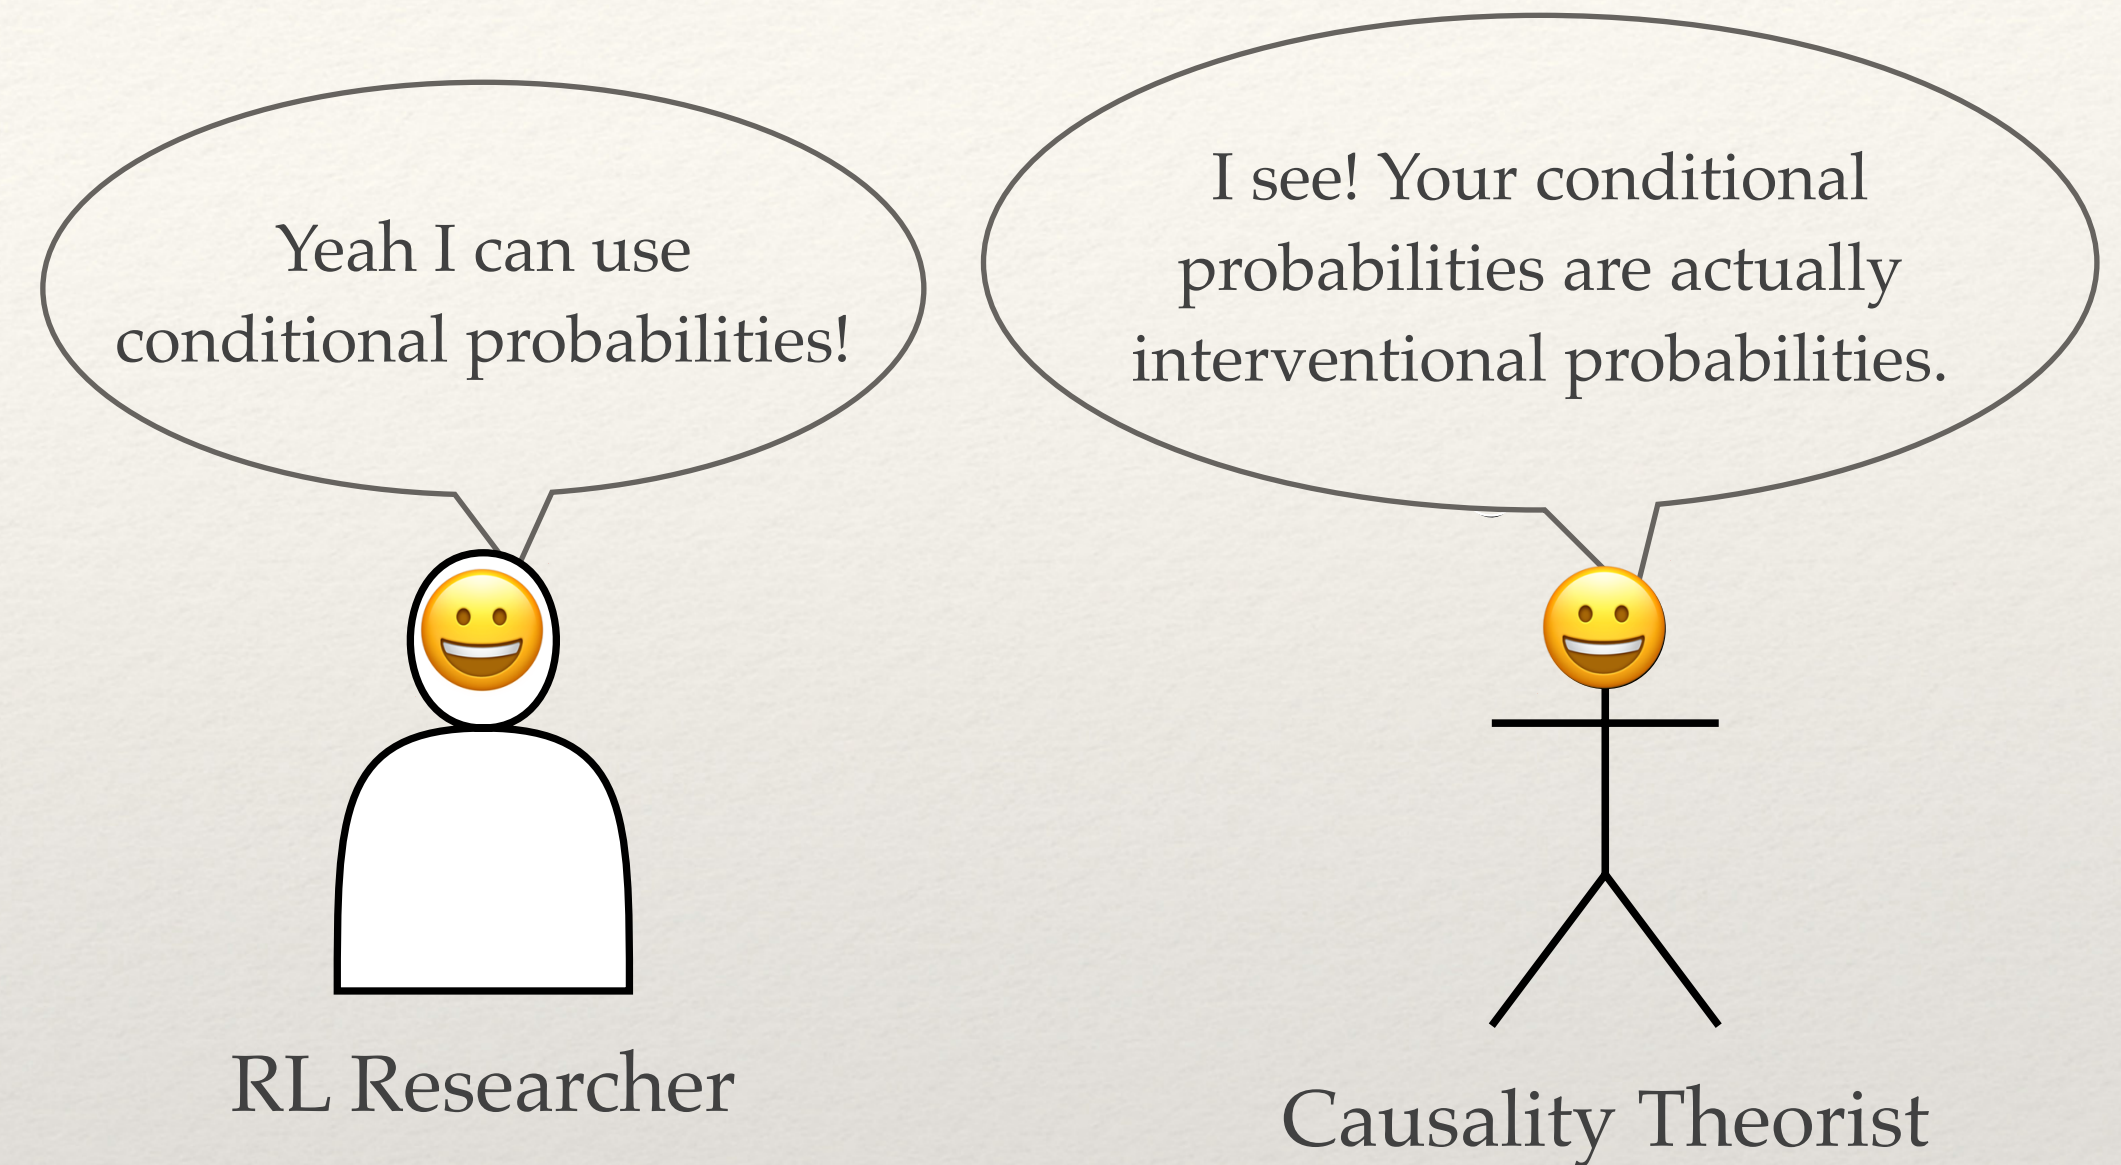 Yeah I can use
conditional probabilities!
I see! Your conditional
probabilities are actually
interventional probabilities.
RL Researcher
Causality Theorist